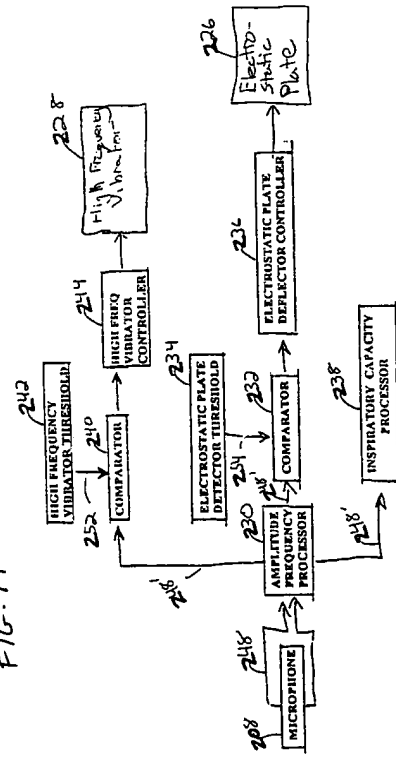 FIG. 14
242
HIGH FREQUENCY
VIBRATOR THRESHOLD
252
240
COMPARATOR
244
HIGH FREQ
VIBRATOR
CONTROLLER
228
High Frequency
Vibrator
234
ELECTROSTATIC PLATE
DETECTOR THRESHOLD
254
232
COMPARATOR
236
ELECTROSTATIC PLATE
DEFLECTOR CONTROLLER
226
Electro-
static
Plate
208
MICROPHONE
248
230
AMPLITUDE
FREQUENCY
PROCESSOR
248'
248'
248'
238
INSPIRATORY CAPACITY
PROCESSOR